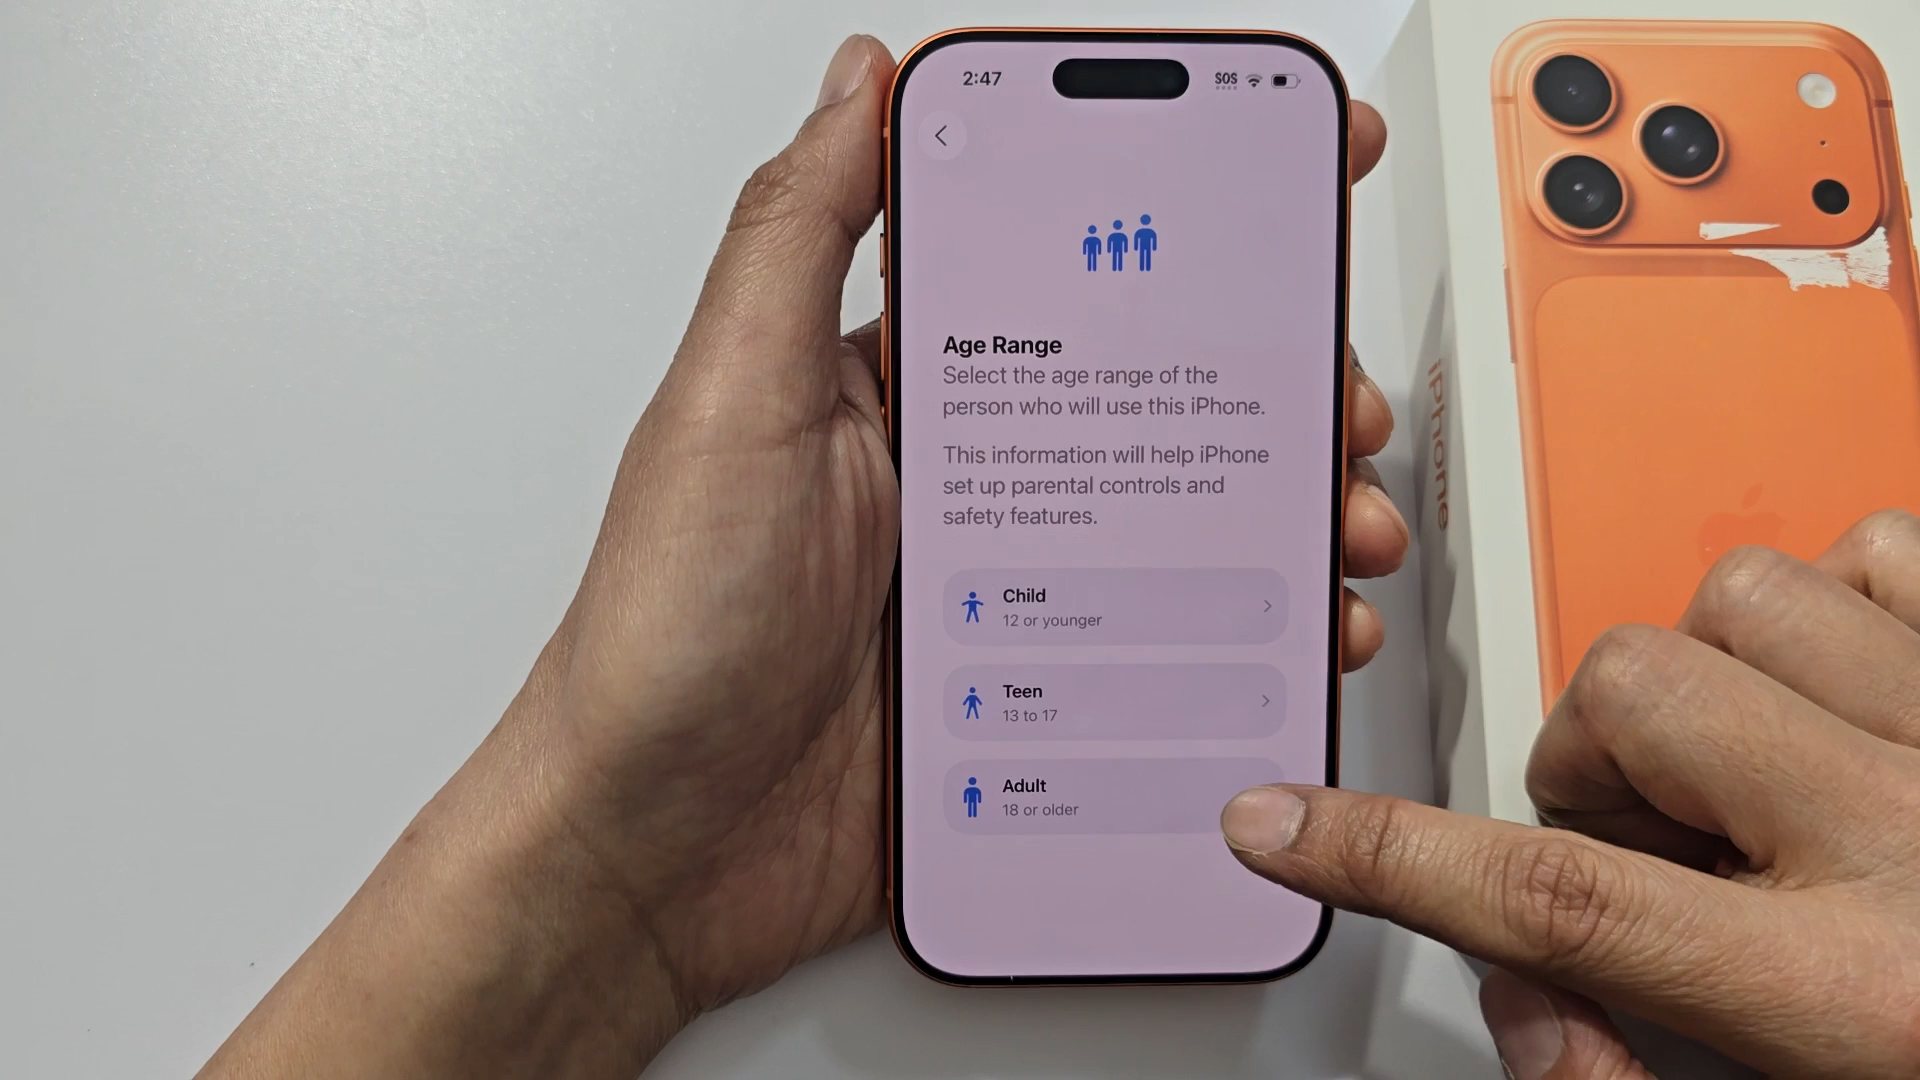 2:47
SOS
Age Range
Select the age range of the
person who will use this iPhone.
This information will help iPhone
set up parental controls and
safety features.
Child
12 or younger
Teen
13 to 17
Adult
18 or older
iPhone